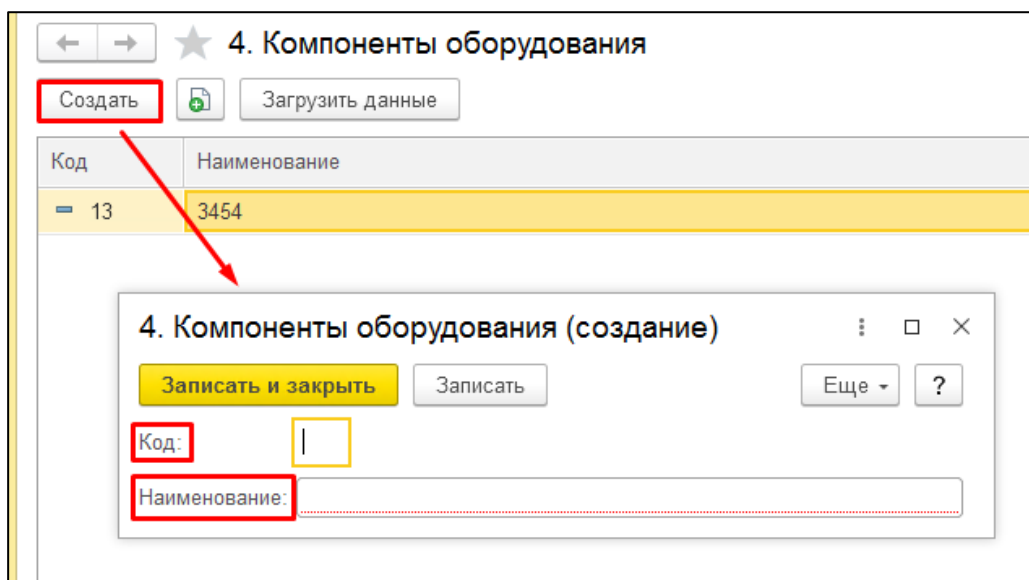 4. Компоненты оборудования
Создать Загрузить данные
Код Наименование
13 3454
4. Компоненты оборудования (создание)
Записать и закрыть Записать Еще ?
Код:
Наименование: